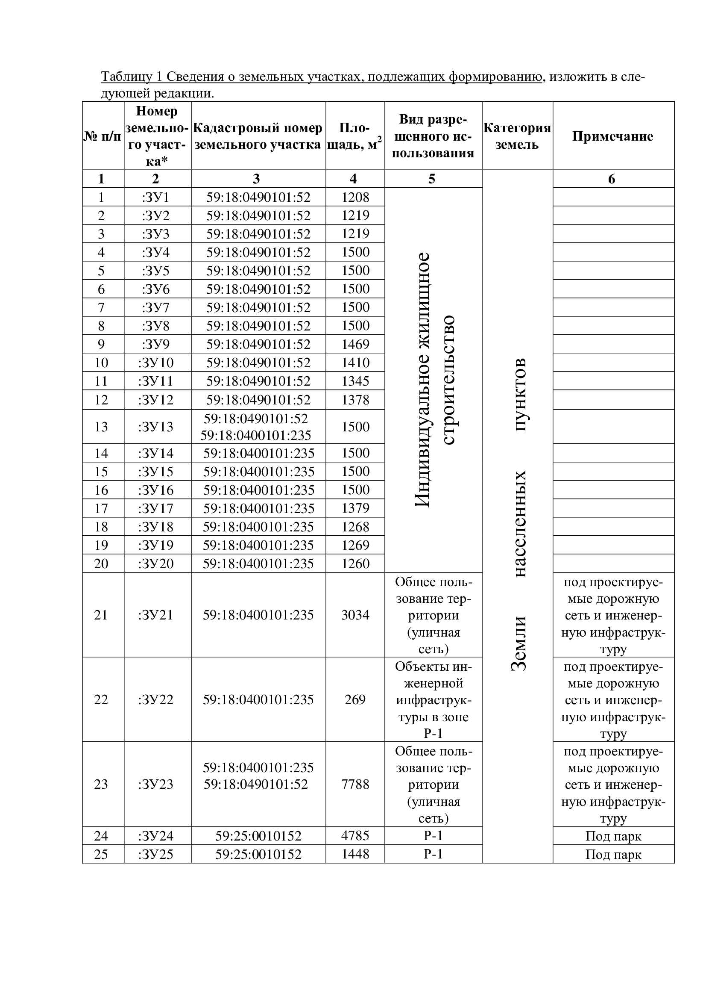 Таблицу 1 Сведения о земельных участках, подлежащих формированию, изложить в сле-
дующей редакции.
№ п/п
Номер
земельно-
го участ-
ка*
Кадастровый номер
земельного участка
Пло-
щадь, м²
Вид разре-
шенного ис-
пользования
Категория
земель
Примечание
1 2 3 4 5 6
1 :ЗУ1 59:18:0490101:52 1208
2 :ЗУ2 59:18:0490101:52 1219
3 :ЗУ3 59:18:0490101:52 1219
4 :ЗУ4 59:18:0490101:52 1500
5 :ЗУ5 59:18:0490101:52 1500
6 :ЗУ6 59:18:0490101:52 1500
7 :ЗУ7 59:18:0490101:52 1500
8 :ЗУ8 59:18:0490101:52 1500
9 :ЗУ9 59:18:0490101:52 1469
10 :ЗУ10 59:18:0490101:52 1410
11 :ЗУ11 59:18:0490101:52 1345
12 :ЗУ12 59:18:0490101:52 1378
13 :ЗУ13 59:18:0490101:52
59:18:0400101:235 1500
14 :ЗУ14 59:18:0400101:235 1500
15 :ЗУ15 59:18:0400101:235 1500
16 :ЗУ16 59:18:0400101:235 1500
17 :ЗУ17 59:18:0400101:235 1379
18 :ЗУ18 59:18:0400101:235 1268
19 :ЗУ19 59:18:0400101:235 1269
20 :ЗУ20 59:18:0400101:235 1260
Индивидуальное жилищное
строительство
Земли населенных пунктов
21 :ЗУ21 59:18:0400101:235 3034
Общее поль-
зование тер-
ритории
(уличная
сеть)
под проектируе-
мые дорожную
сеть и инженер-
ную инфраструк-
туру
22 :ЗУ22 59:18:0400101:235 269
Объекты ин-
женерной
инфраструк-
туры в зоне
Р-1
под проектируе-
мые дорожную
сеть и инженер-
ную инфраструк-
туру
23 :ЗУ23 59:18:0400101:235
59:18:0490101:52 7788
Общее поль-
зование тер-
ритории
(уличная
сеть)
под проектируе-
мые дорожную
сеть и инженер-
ную инфраструк-
туру
24 :ЗУ24 59:25:0010152 4785 Р-1 Под парк
25 :ЗУ25 59:25:0010152 1448 Р-1 Под парк